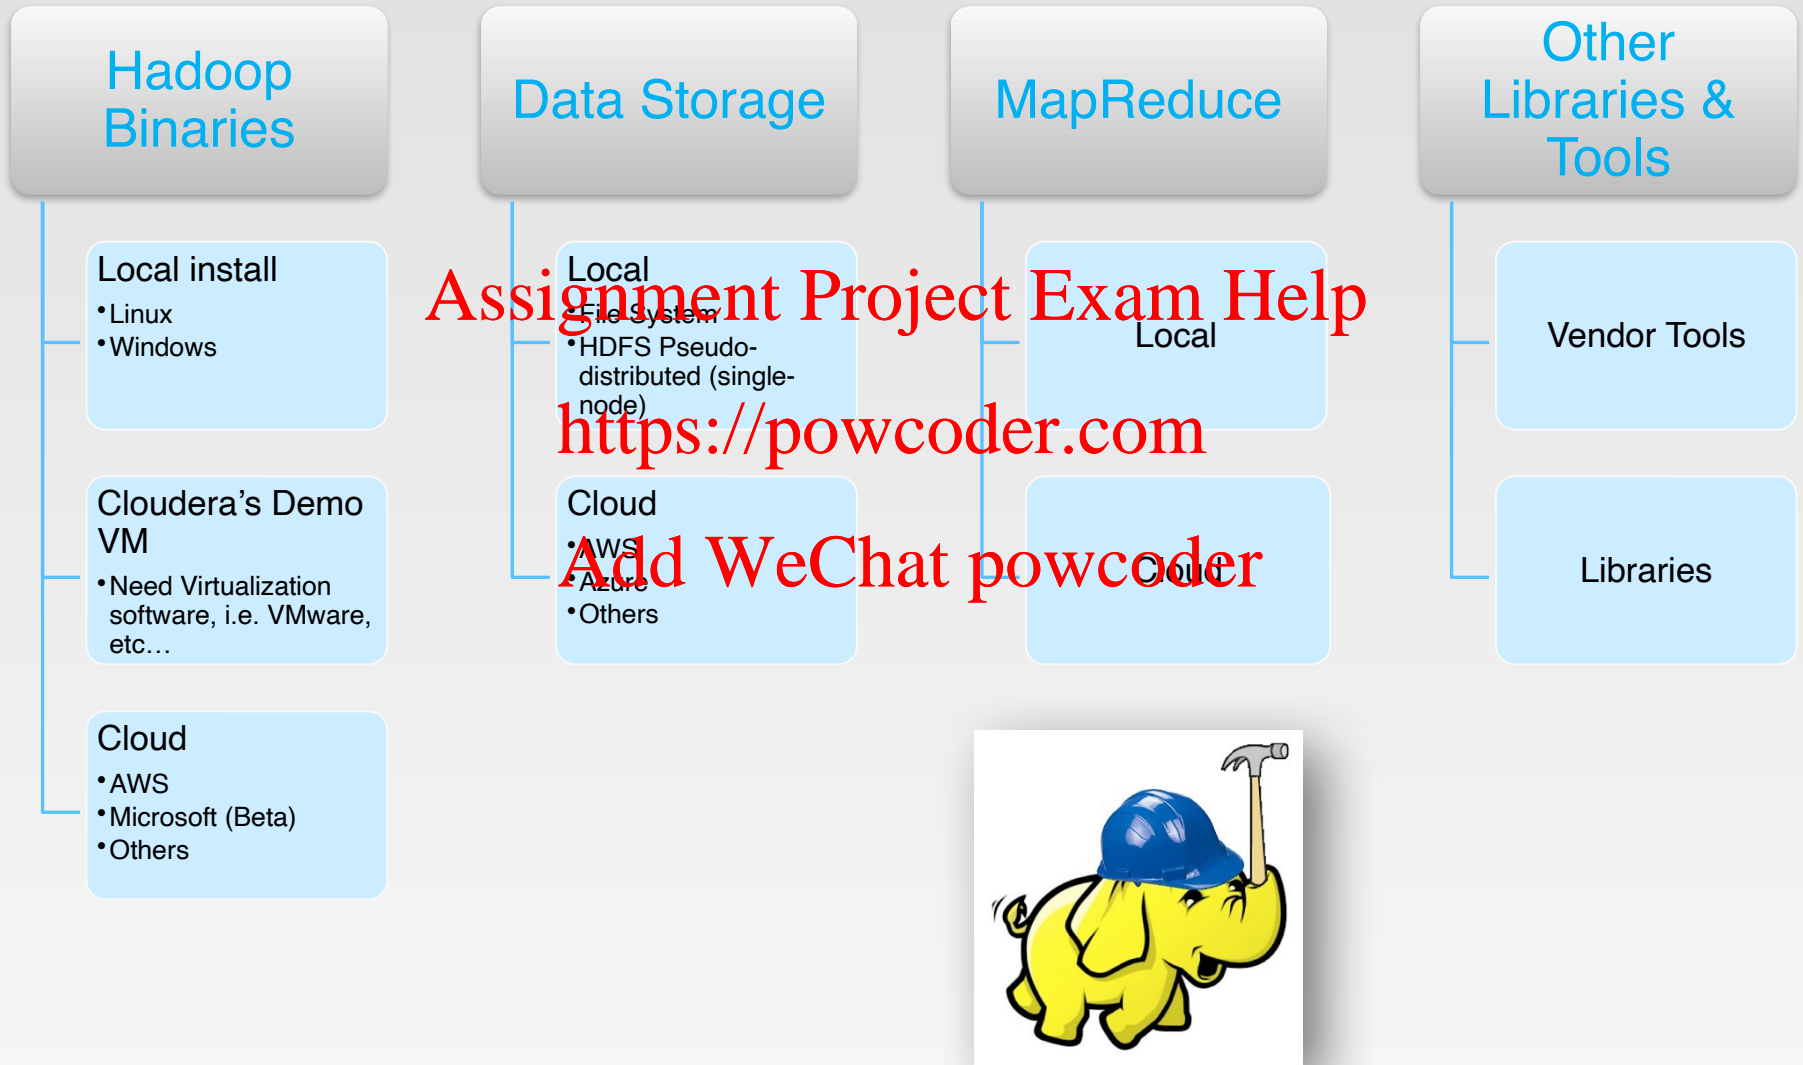 Hadoop
Binaries
Local install
•Linux
•Windows
Cloudera’s Demo
VM
•Need Virtualization
software, i.e. VMware,
etc…
Cloud
•AWS
•Microsoft (Beta)
•Others
Data Storage
Local
•File System
•HDFS Pseudo-
distributed (single-
node)
Cloud
•AWS
•Azure
•Others
MapReduce
Local
Cloud
Other
Libraries &
Tools
Vendor Tools
Libraries
Assignment Project Exam Help
https://powcoder.com
Add WeChat powcoder